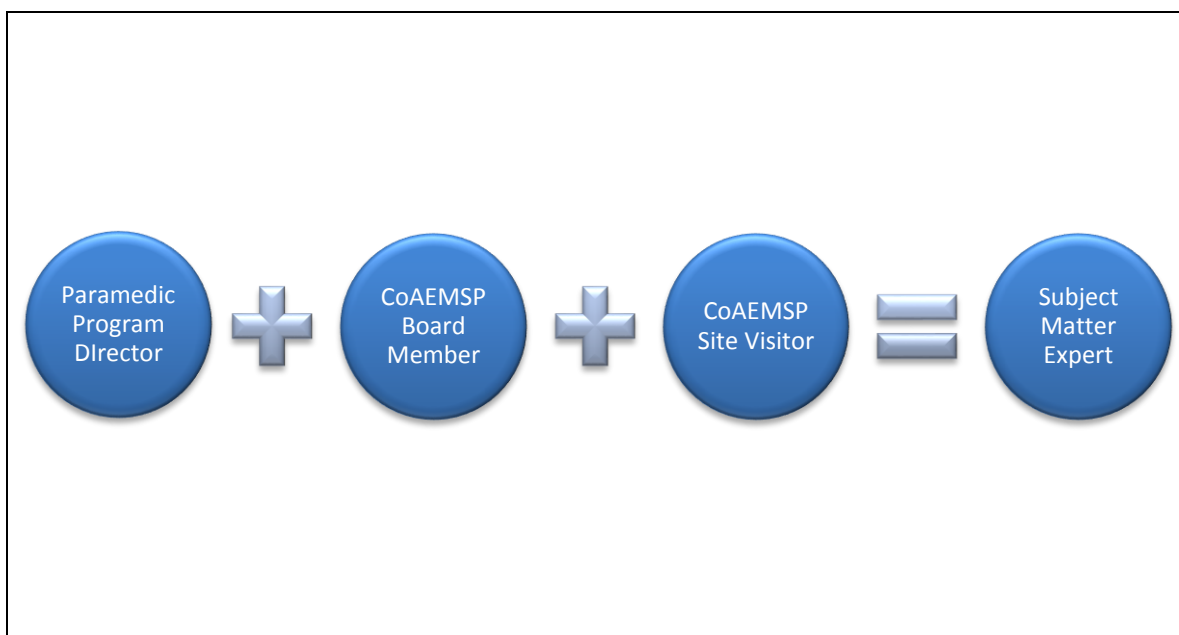 Paramedic
Program
DIrector
CoAEMSP
Board
Member
CoAEMSP
Site Visitor
Subject
Matter
Expert